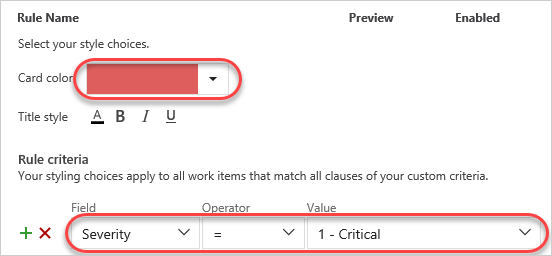 Rule Name Preview Enabled
Select your style choices.
Card color
Title style A B I U
Rule criteria
Your styling choices apply to all work items that match all clauses of your custom criteria.
Field Operator Value
Severity = 1 - Critical